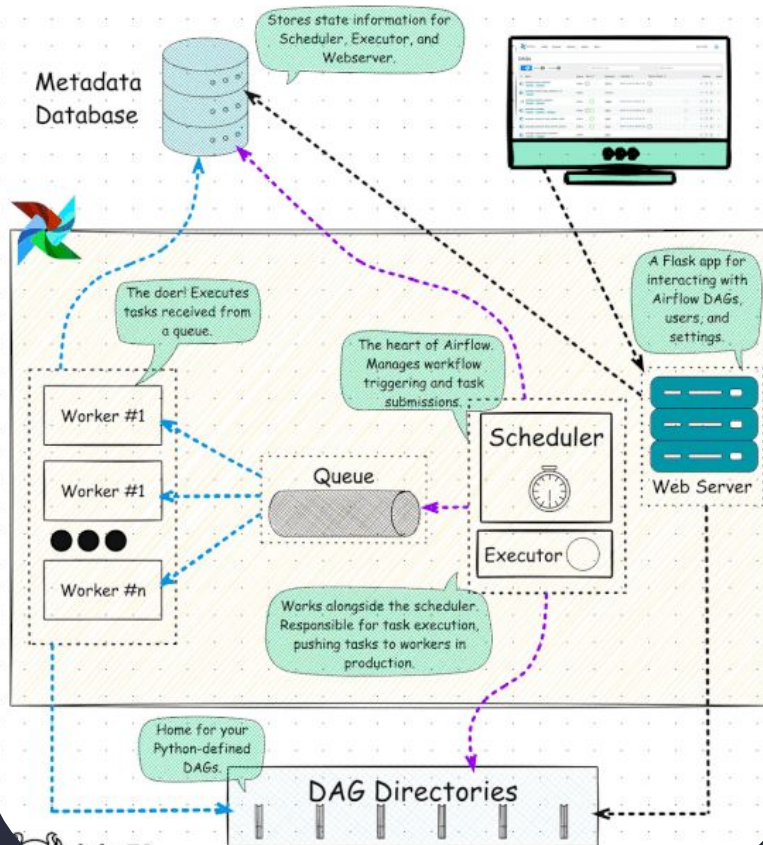 Stores state information for
Scheduler, Executor, and
Webserver.
Metadata
Database
DAGs
A Flask app for
interacting with
Airflow DAGs,
users, and
settings.
The doer! Executes
tasks received from
a queue.
The heart of Airflow.
Manages workflow
triggering and task
submissions.
Worker #1
Worker #1
Worker #n
Queue
Scheduler
Executor
Web Server
Works alongside the scheduler.
Responsible for task execution,
pushing tasks to workers in
production.
Home for your
Python-defined
DAGs.
DAG Directories